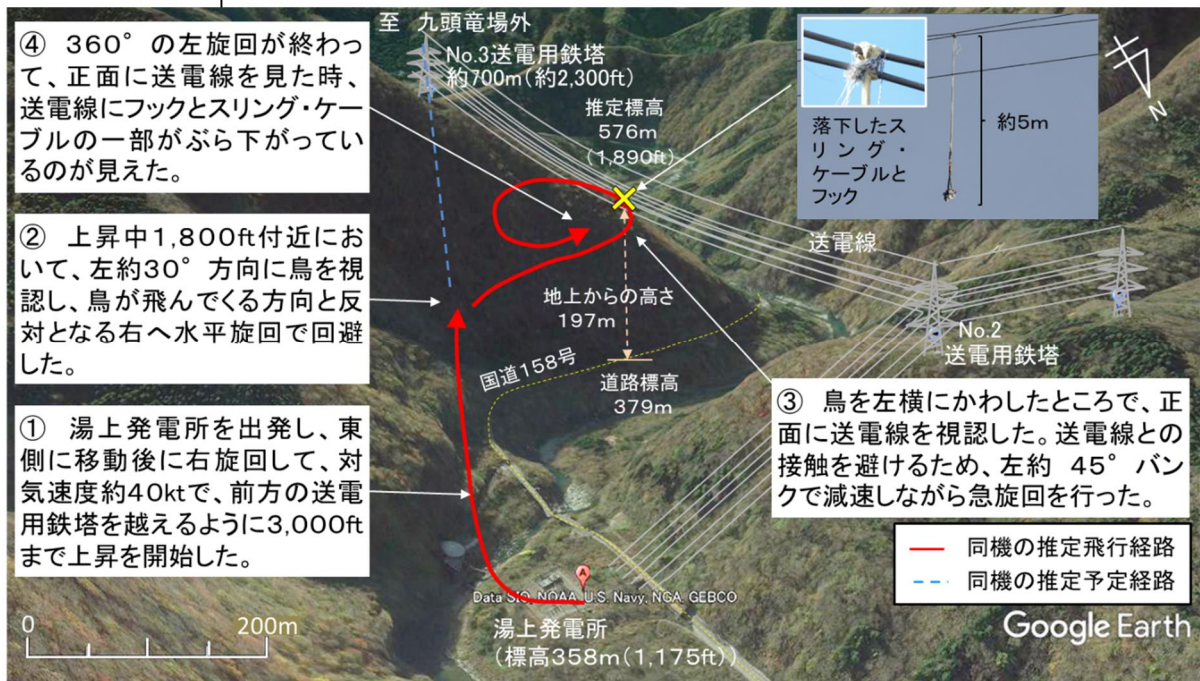 至 九頭竜場外
No.3送電用鉄塔
約700m(約2,300ft)
推定標高
576m
(1,890ft)
④ 360°の左旋回が終わっ
て、正面に送電線を見た時、
送電線にフックとスリング・ケー
ブルの一部がぶら下がってい
るのが見えた。
落下したス
リング・
ケーブルと
フック
約5m
N
② 上昇中1,800ft付近にお
いて、左約30°方向に鳥を視
認し、鳥が飛んでくる方向と反
対となる右へ水平旋回で回避
した。
送電線
地上からの高さ
197m
No.2
送電用鉄塔
国道158号
道路標高
379m
① 湯上発電所を出発し、東
側に移動後に右旋回して、対
気速度約40ktで、前方の送電
用鉄塔を越えるように3,000ft
まで上昇を開始した。
③ 鳥を左横にかわしたところで、正
面に送電線を視認した。送電線との
接触を避けるため、左約 45°バン
クで減速しながら急旋回を行った。
同機の推定飛行経路
同機の推定予定経路
A
Data SIO, NOAA, U.S. Navy, NGA, GEBCO
湯上発電所
(標高358m(1,175ft))
0 200m
Google Earth